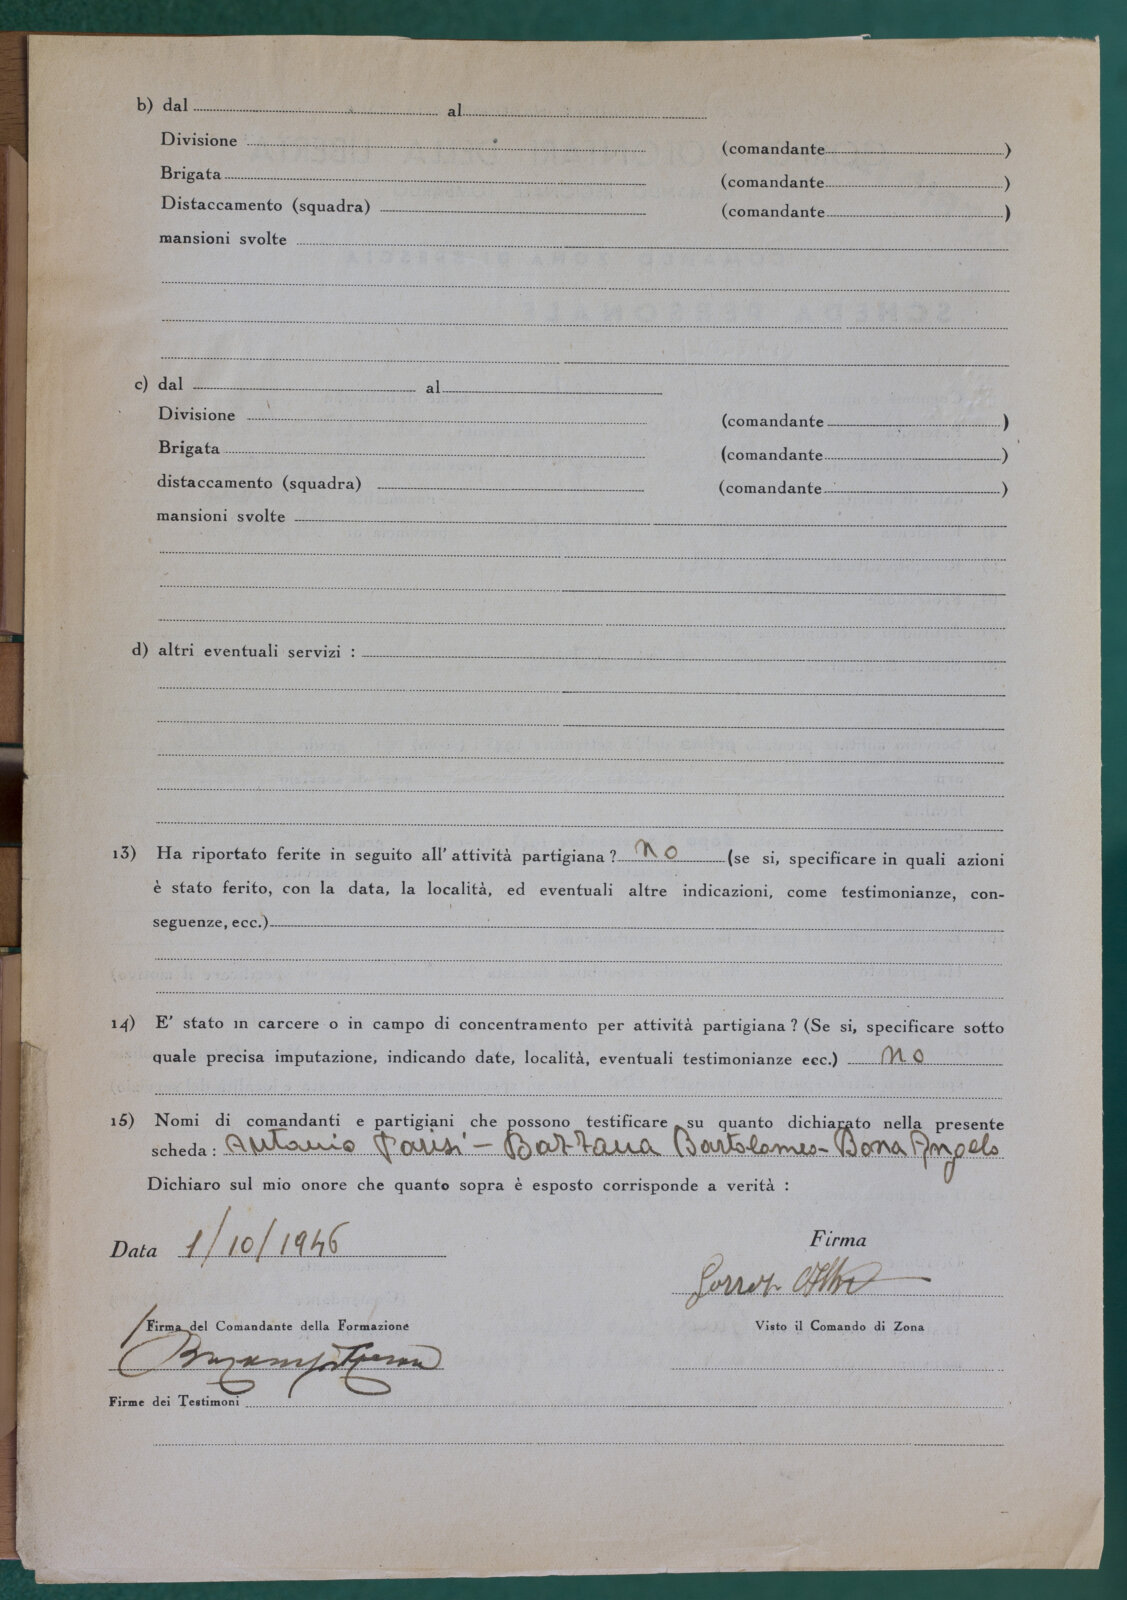 b) dal al
Divisione (comandante )
Brigata (comandante )
Distaccamento (squadra) (comandante )
mansioni svolte
c) dal al
Divisione (comandante )
Brigata (comandante )
distaccamento (squadra) (comandante )
mansioni svolte
d) altri eventuali servizi :
13) Ha riportato ferite in seguito all' attività partigiana ? no (se si, specificare in quali azioni
è stato ferito, con la data, la località, ed eventuali altre indicazioni, come testimonianze, con-
seguenze, ecc.)
14) E' stato in carcere o in campo di concentramento per attività partigiana ? (Se si, specificare sotto
quale precisa imputazione, indicando date, località, eventuali testimonianze ecc.) no
15) Nomi di comandanti e partigiani che possono testificare su quanto dichiarato nella presente
scheda : Antonio Parisi - Bazzana Bartolomeo - Bona Angelo
Dichiaro sul mio onore che quanto sopra è esposto corrisponde a verità :
Data 1/10/1946 Firma
Firma del Comandante della Formazione Visto il Comando di Zona
Firme dei Testimoni